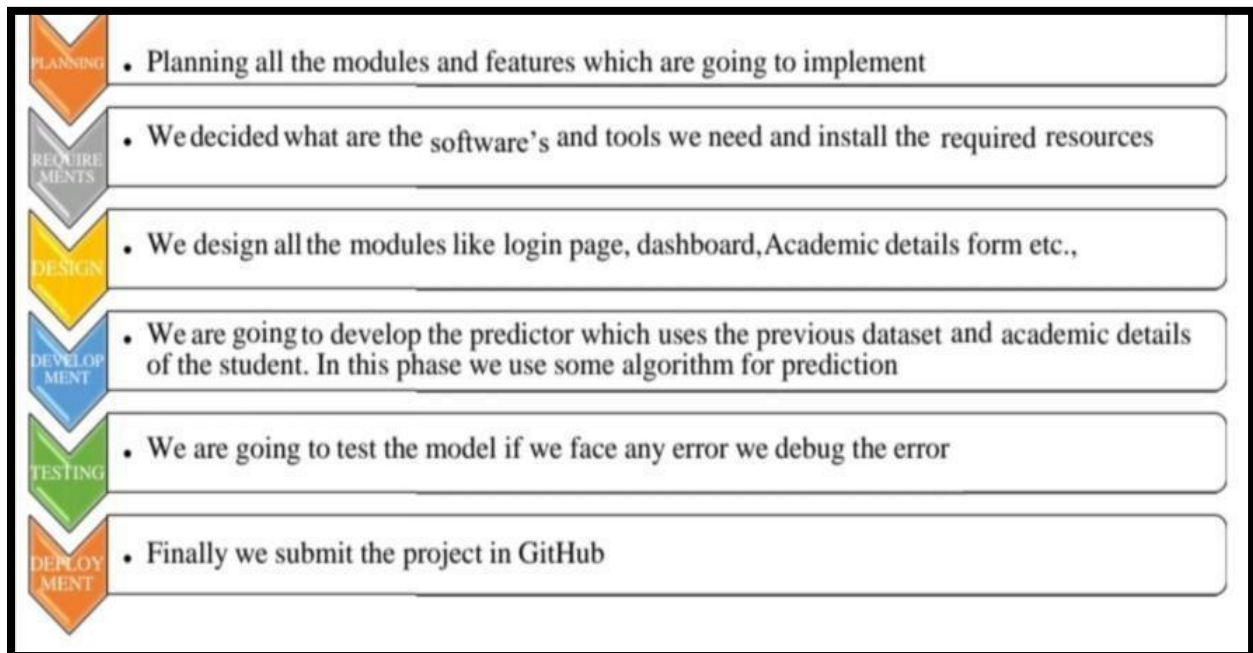 PLANNING
• Planning all the modules and features which are going to implement
REQUIRE
MENTS
• We decided what are the software's and tools we need and install the required resources
DESIGN
• We design all the modules like login page, dashboard, Academic details form etc.,
DEVELOP
MENT
• We are going to develop the predictor which uses the previous dataset and academic details
of the student. In this phase we use some algorithm for prediction
TESTING
• We are going to test the model if we face any error we debug the error
DEPLOY
MENT
• Finally we submit the project in GitHub